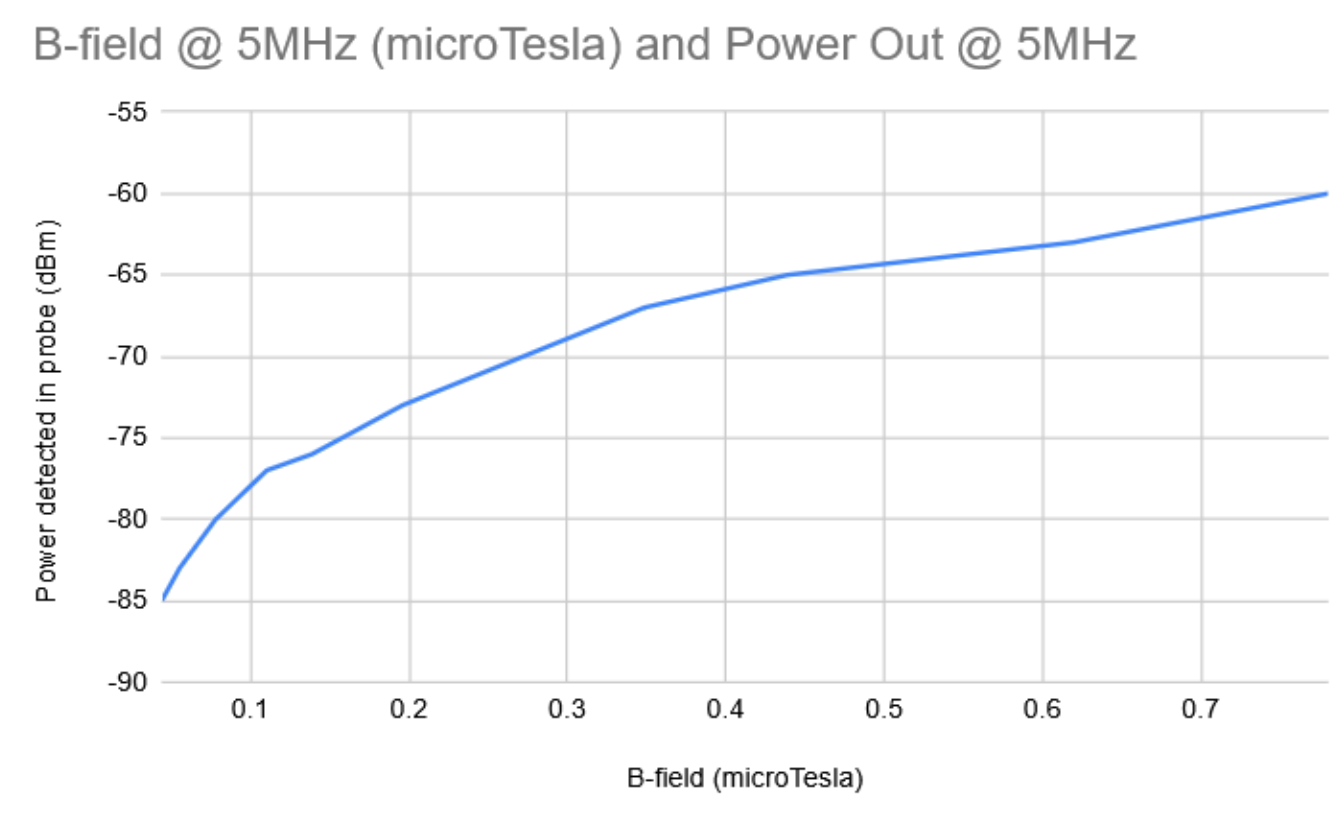 B-field @ 5MHz (microTesla) and Power Out @ 5MHz
Power detected in probe (dBm)
-55
-60
-65
-70
-75
-80
-85
-90
0.1 0.2 0.3 0.4 0.5 0.6 0.7
B-field (microTesla)